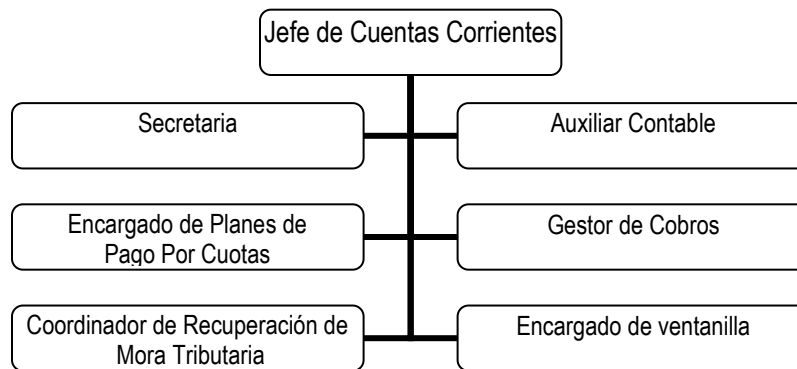 Jefe de Cuentas Corrientes
Secretaria
Auxiliar Contable
Encargado de Planes de
Pago Por Cuotas
Gestor de Cobros
Coordinador de Recuperación de
Mora Tributaria
Encargado de ventanilla